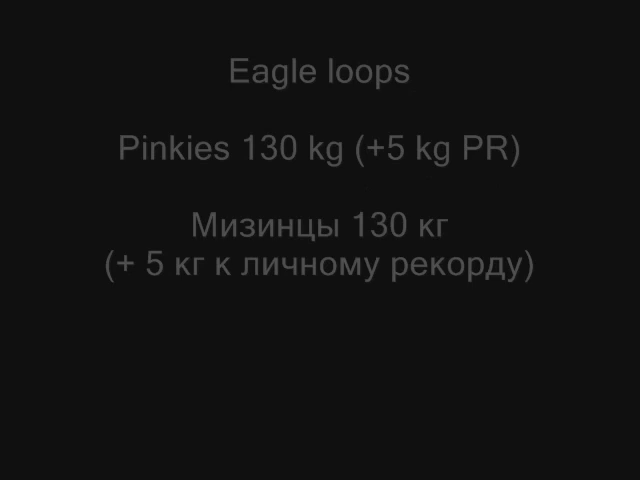 Eagle loops
Pinkies 130 kg (+5 kg PR)
Мизинцы 130 кг
(+ 5 кг к личному рекорду)